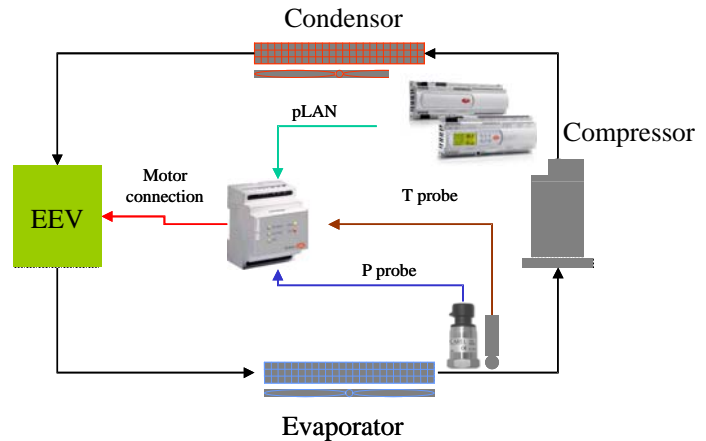 Condensor
pLAN
Compressor
Motor
connection
T probe
EEV
P probe
Evaporator